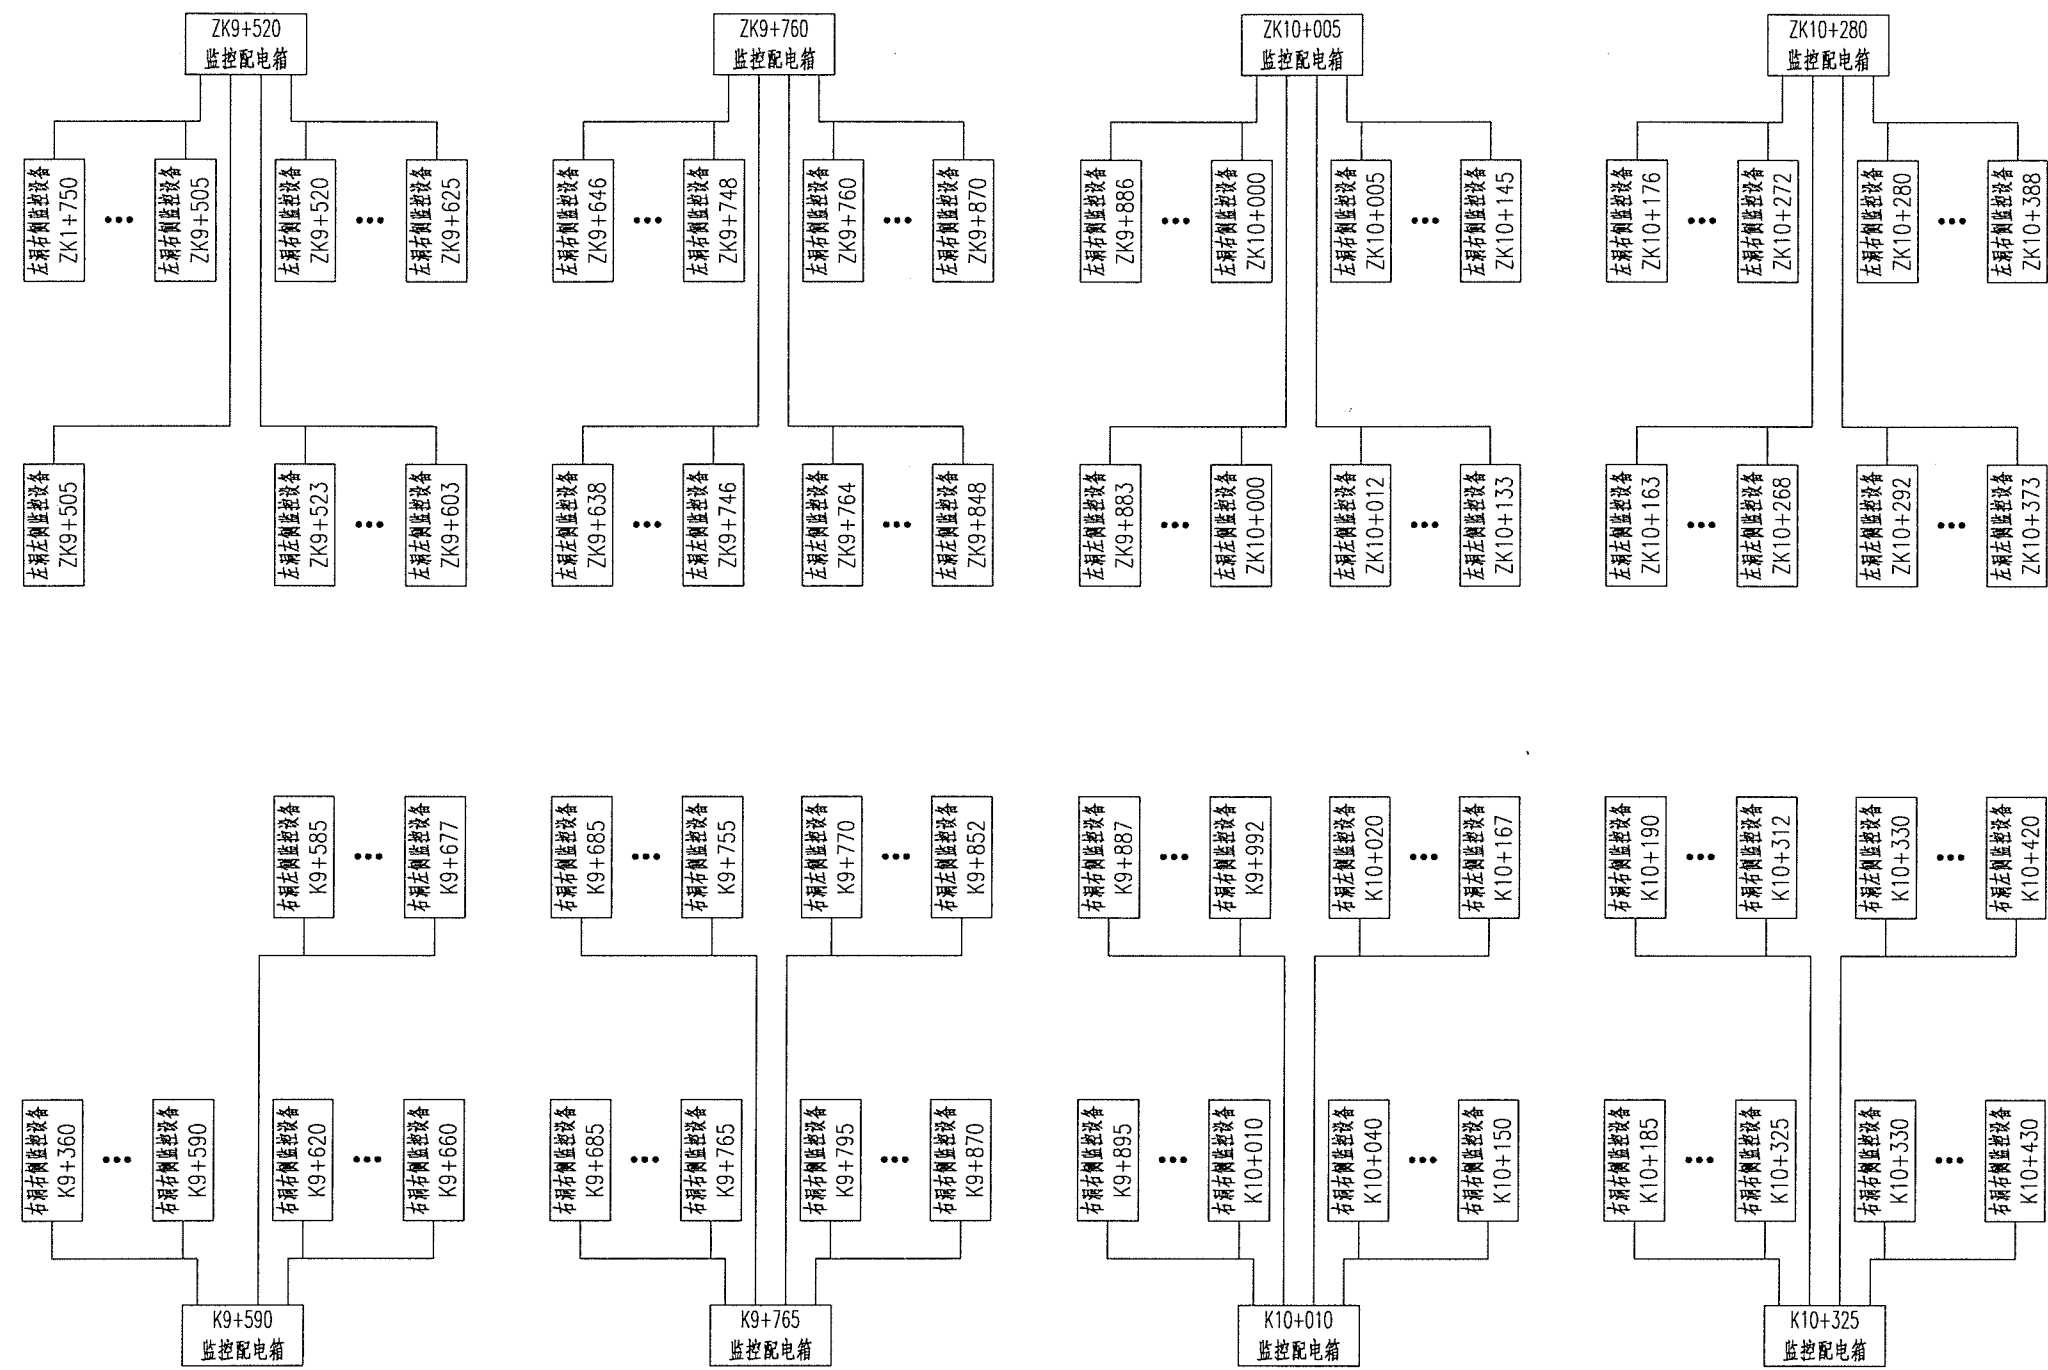 ZK9+520
监控配电箱
ZK9+760
监控配电箱
ZK10+005
监控配电箱
ZK10+280
监控配电箱
左洞右侧监控设备
ZK1+750
左洞右侧监控设备
ZK9+505
左洞右侧监控设备
ZK9+520
左洞右侧监控设备
ZK9+625
左洞右侧监控设备
ZK9+646
左洞右侧监控设备
ZK9+748
左洞右侧监控设备
ZK9+760
左洞右侧监控设备
ZK9+870
左洞右侧监控设备
ZK9+886
左洞右侧监控设备
ZK10+000
左洞右侧监控设备
ZK10+005
左洞右侧监控设备
ZK10+145
左洞右侧监控设备
ZK10+176
左洞右侧监控设备
ZK10+272
左洞右侧监控设备
ZK10+280
左洞右侧监控设备
ZK10+388
左洞左侧监控设备
ZK9+505
左洞左侧监控设备
ZK9+523
左洞左侧监控设备
ZK9+603
左洞左侧监控设备
ZK9+638
左洞左侧监控设备
ZK9+746
左洞左侧监控设备
ZK9+764
左洞左侧监控设备
ZK9+848
左洞左侧监控设备
ZK9+883
左洞左侧监控设备
ZK10+000
左洞左侧监控设备
ZK10+012
左洞左侧监控设备
ZK10+133
左洞左侧监控设备
ZK10+163
左洞左侧监控设备
ZK10+268
左洞左侧监控设备
ZK10+292
左洞左侧监控设备
ZK10+373
右洞左侧监控设备
K9+585
右洞左侧监控设备
K9+677
右洞右侧监控设备
K9+685
右洞右侧监控设备
K9+755
右洞右侧监控设备
K9+770
右洞左侧监控设备
K9+852
右洞右侧监控设备
K9+887
右洞右侧监控设备
K9+992
右洞左侧监控设备
K10+020
右洞左侧监控设备
K10+167
右洞右侧监控设备
K10+190
右洞右侧监控设备
K10+312
右洞左侧监控设备
K10+330
右洞左侧监控设备
K10+420
右洞右侧监控设备
K9+360
右洞右侧监控设备
K9+590
右洞右侧监控设备
K9+620
右洞右侧监控设备
K9+660
右洞右侧监控设备
K9+685
右洞右侧监控设备
K9+765
右洞右侧监控设备
K9+795
右洞右侧监控设备
K9+870
右洞右侧监控设备
K9+895
右洞右侧监控设备
K10+010
右洞右侧监控设备
K10+040
右洞右侧监控设备
K10+150
右洞右侧监控设备
K10+185
右洞右侧监控设备
K10+325
右洞右侧监控设备
K10+330
右洞右侧监控设备
K10+430
K9+590
监控配电箱
K9+765
监控配电箱
K10+010
监控配电箱
K10+325
监控配电箱